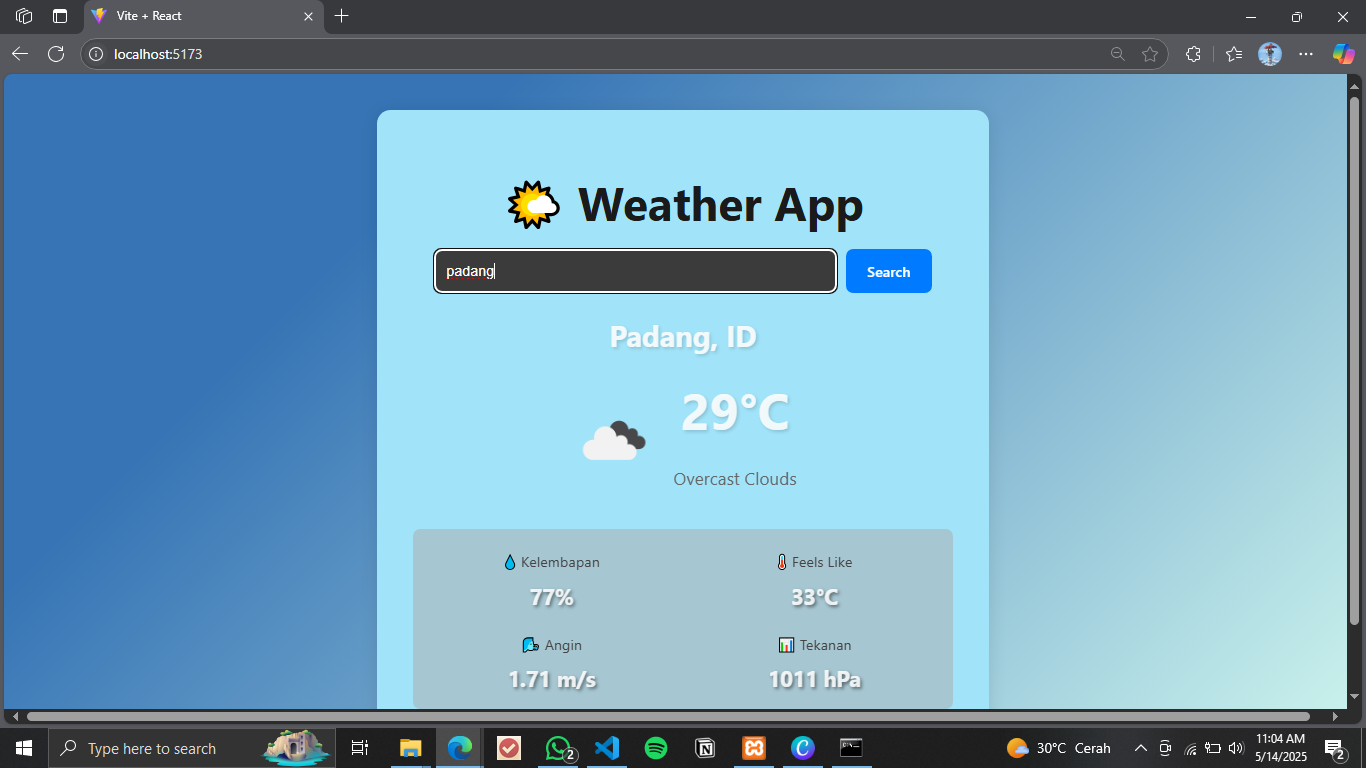 Vite + React
localhost:5173
Weather App
padang
Search
Padang, ID
29°C
Overcast Clouds
Kelembapan
Feels Like
77%
33°C
Angin
Tekanan
1.71 m/s
1011 hPa
Type here to search
2
30°C Cerah
11:04 AM
5/14/2025
2